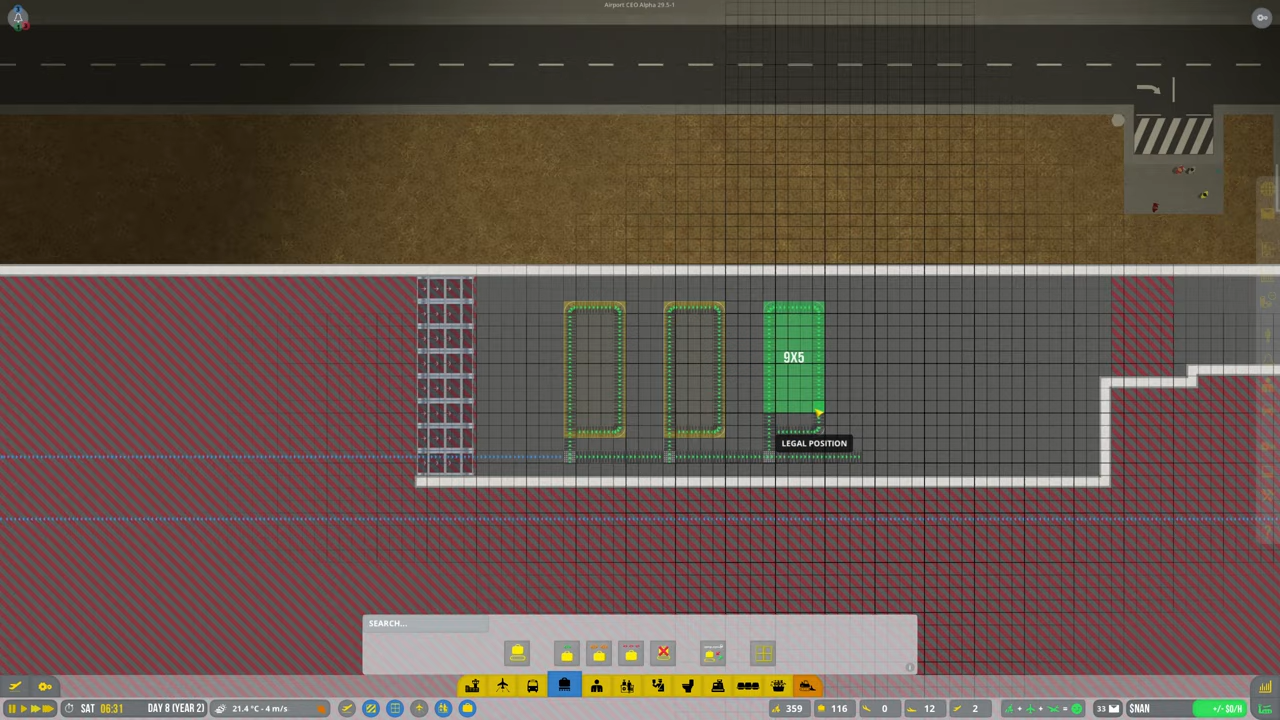 Airport CEO Alpha 29.5-1
9X5
LEGAL POSITION
SEARCH...
SAT 06:31 DAY 8 (YEAR 2) 21.4 °C - 4 m/s 359 116 0 12 2 33 $NAN +/- $0/H